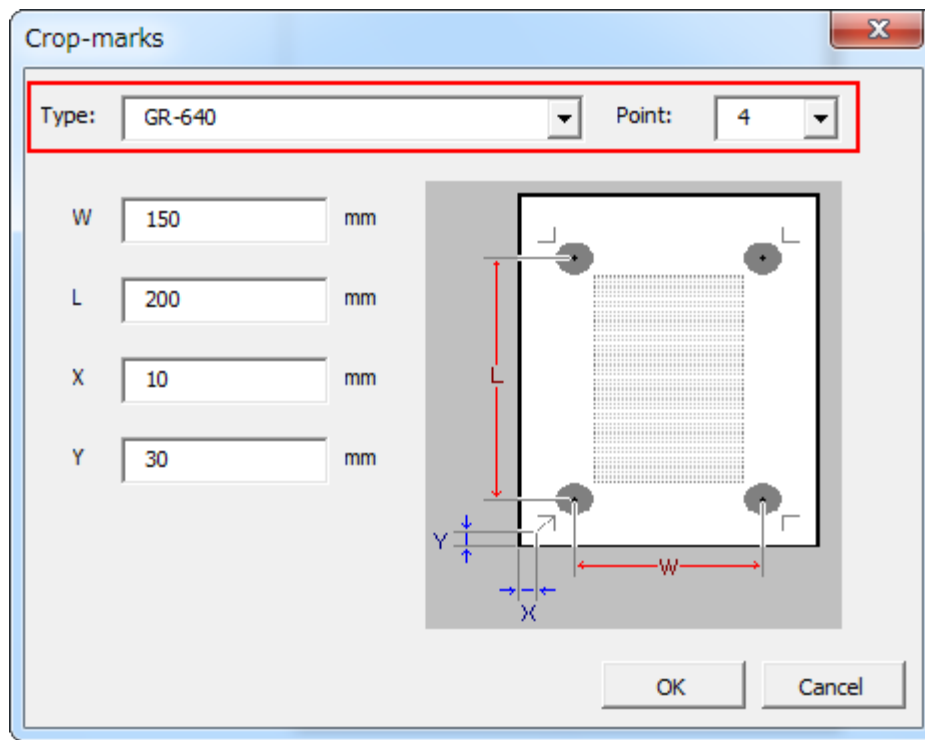 Crop-marks
Type: GR-640 Point: 4
W 150 mm
L 200 mm
X 10 mm
Y 30 mm
L
Y
W
X
OK Cancel